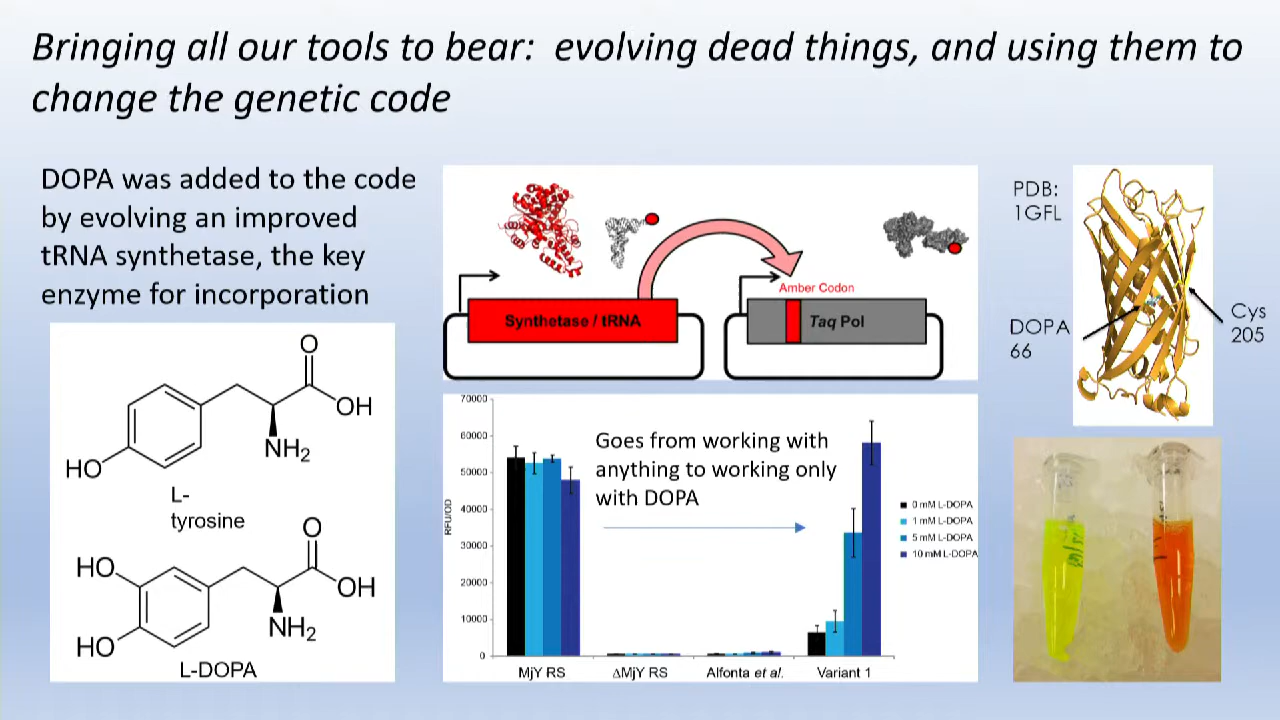 Bringing all our tools to bear: evolving dead things, and using them to
change the genetic code
DOPA was added to the code
by evolving an improved
tRNA synthetase, the key
enzyme for incorporation
O
OH
NH2
HO
L-
tyrosine
O
HO
OH
NH2
HO
L-DOPA
Amber Codon
Synthetase / tRNA
Taq Pol
70000
60000
50000
40000
30000
20000
10000
0
RFU/OD
Goes from working with
anything to working only
with DOPA
0 mM L-DOPA
1 mM L-DOPA
5 mM L-DOPA
10 mM L-DOPA
MjY RS
ΔMjY RS
Alfonta et al.
Variant 1
PDB:
1GFL
DOPA
66
Cys
205